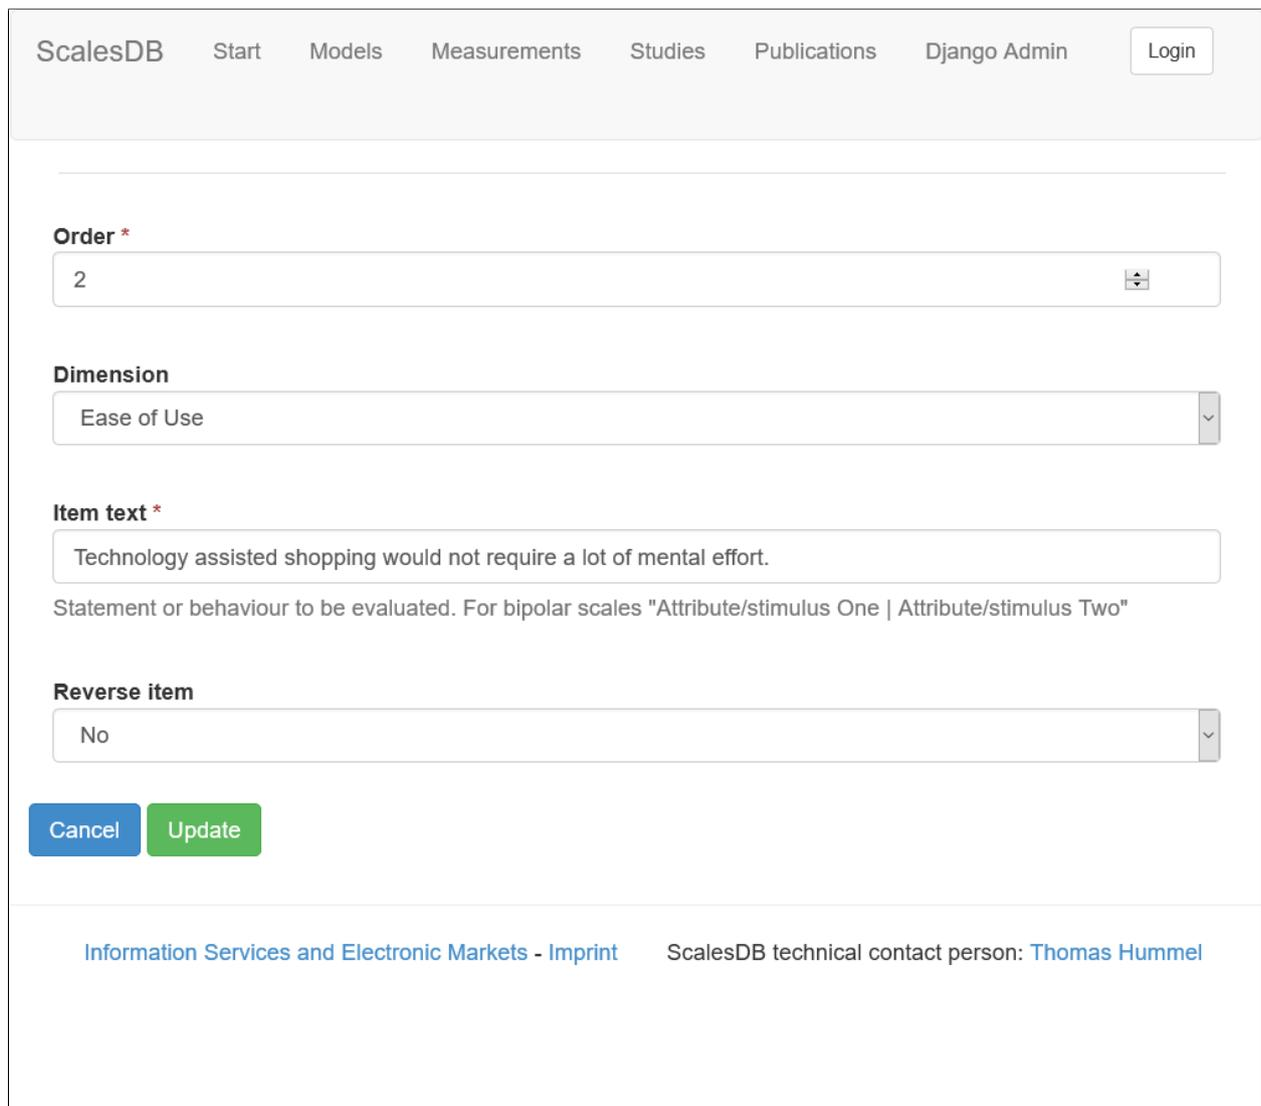 ScalesDB Start Models Measurements Studies Publications Django Admin Login
Order *
2
Dimension
Ease of Use
Item text *
Technology assisted shopping would not require a lot of mental effort.
Statement or behaviour to be evaluated. For bipolar scales "Attribute/stimulus One | Attribute/stimulus Two"
Reverse item
No
Cancel Update
Information Services and Electronic Markets - Imprint ScalesDB technical contact person: Thomas Hummel